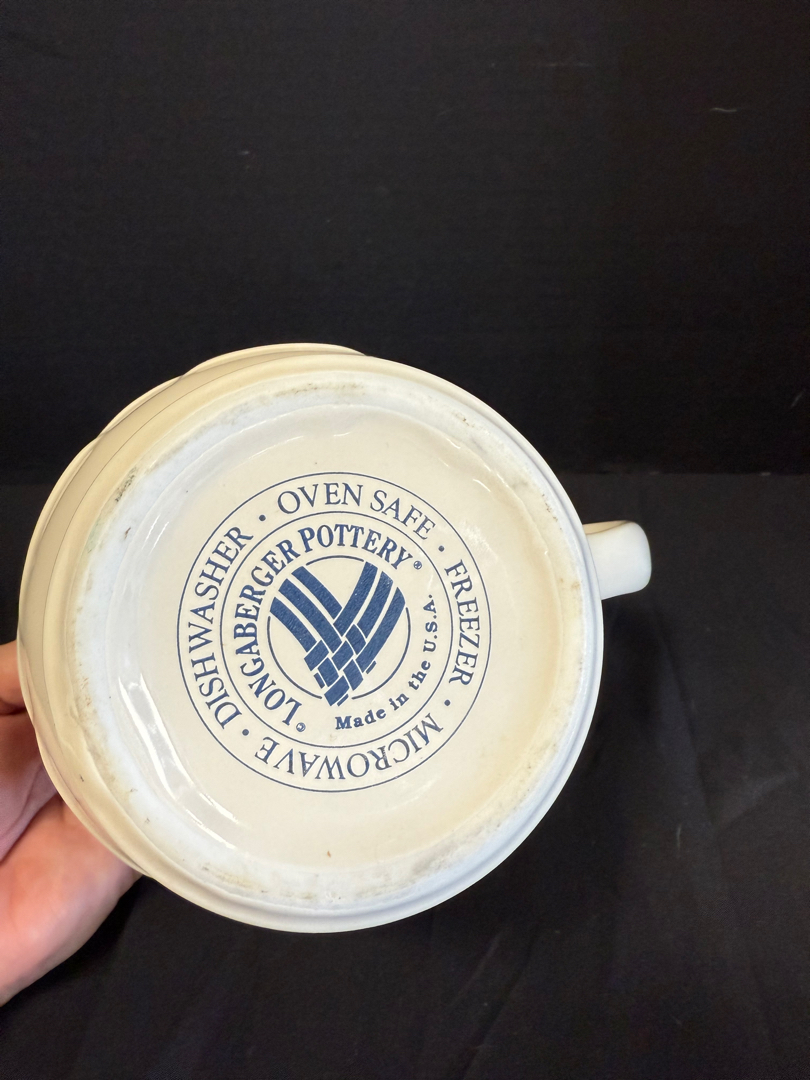 OVEN SAFE · FREEZER · MICROWAVE · DISHWASHER ·
© LONGABERGER POTTERY ®
Made in the U.S.A.